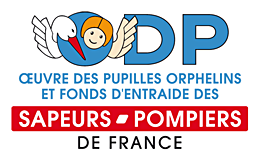 ODP
ŒUVRE DES PUPILLES ORPHELINS
ET FONDS D'ENTRAIDE DES
SAPEURS-POMPIERS
DE FRANCE